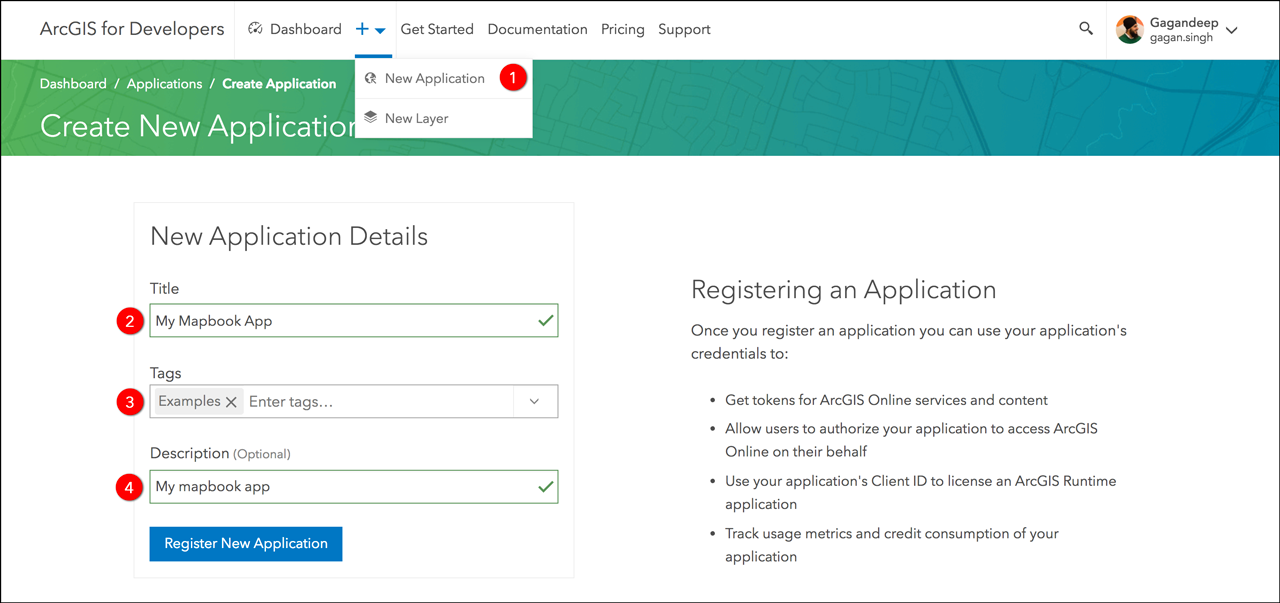 ArcGIS for Developers
Dashboard
Get Started
Documentation
Pricing
Support
Gagandeep
gagan.singh
Dashboard / Applications / Create Application
New Application
1
New Layer
Create New Application
New Application Details
Title
2
My Mapbook App
Tags
3
Examples
Enter tags...
Description (Optional)
4
My mapbook app
Register New Application
Registering an Application
Once you register an application you can use your application's
credentials to:
• Get tokens for ArcGIS Online services and content
• Allow users to authorize your application to access ArcGIS
Online on their behalf
• Use your application's Client ID to license an ArcGIS Runtime
application
• Track usage metrics and credit consumption of your
application